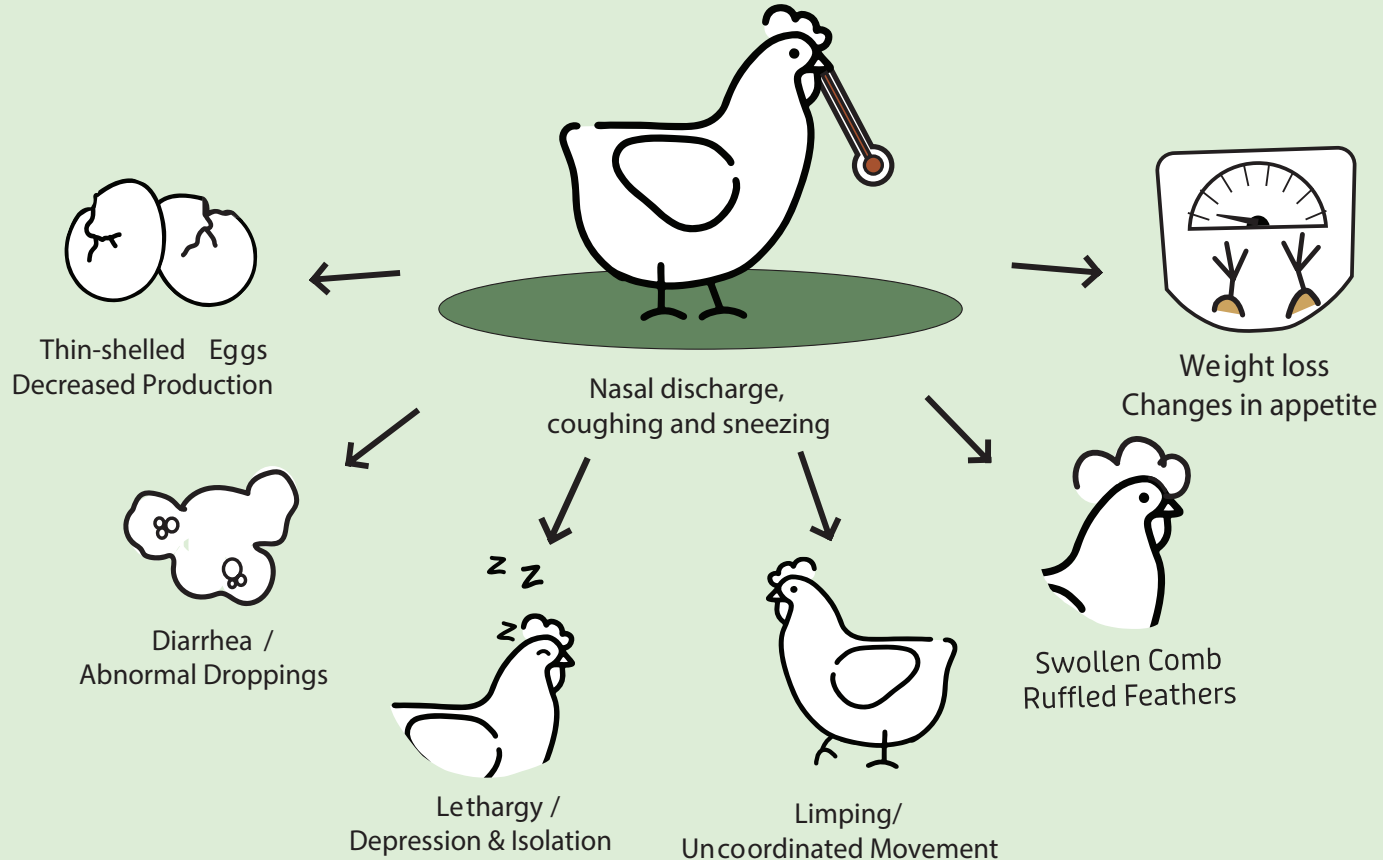 Thin-shelled Eggs
Decreased Production
Nasal discharge,
coughing and sneezing
Weight loss
Changes in appetite
Diarrhea /
Abnormal Droppings
z z
z
Lethargy /
Depression & Isolation
Limping/
Uncoordinated Movement
Swollen Comb
Ruffled Feathers